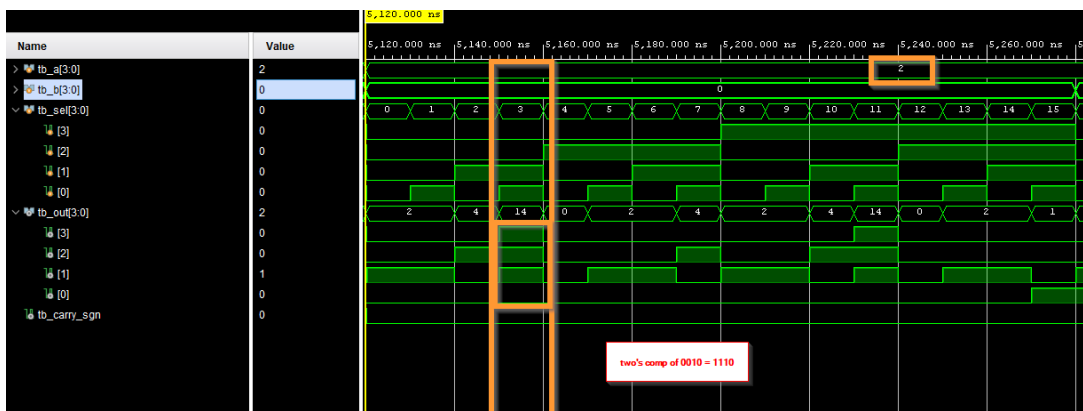 5,120.000 ns
Name Value 5,120.000 ns 5,140.000 ns 5,160.000 ns 5,180.000 ns 5,200.000 ns 5,220.000 ns 5,240.000 ns 5,260.000 ns 5
tb_a[3:0] 2 2
tb_b[3:0] 0 0
tb_sel[3:0] 0 0 1 2 3 4 5 6 7 8 9 10 11 12 13 14 15
[3] 0
[2] 0
[1] 0
[0] 0
tb_out[3:0] 2 2 4 14 0 2 4 2 4 14 0 2 1
[3] 0
[2] 0
[1] 1
[0] 0
tb_carry_sgn 0
two's comp of 0010 = 1110